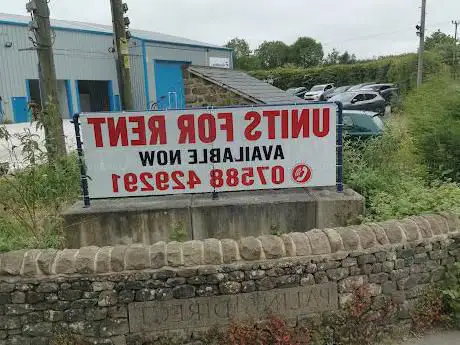 UNITS FOR RENT
AVAILABLE NOW
07588 429291